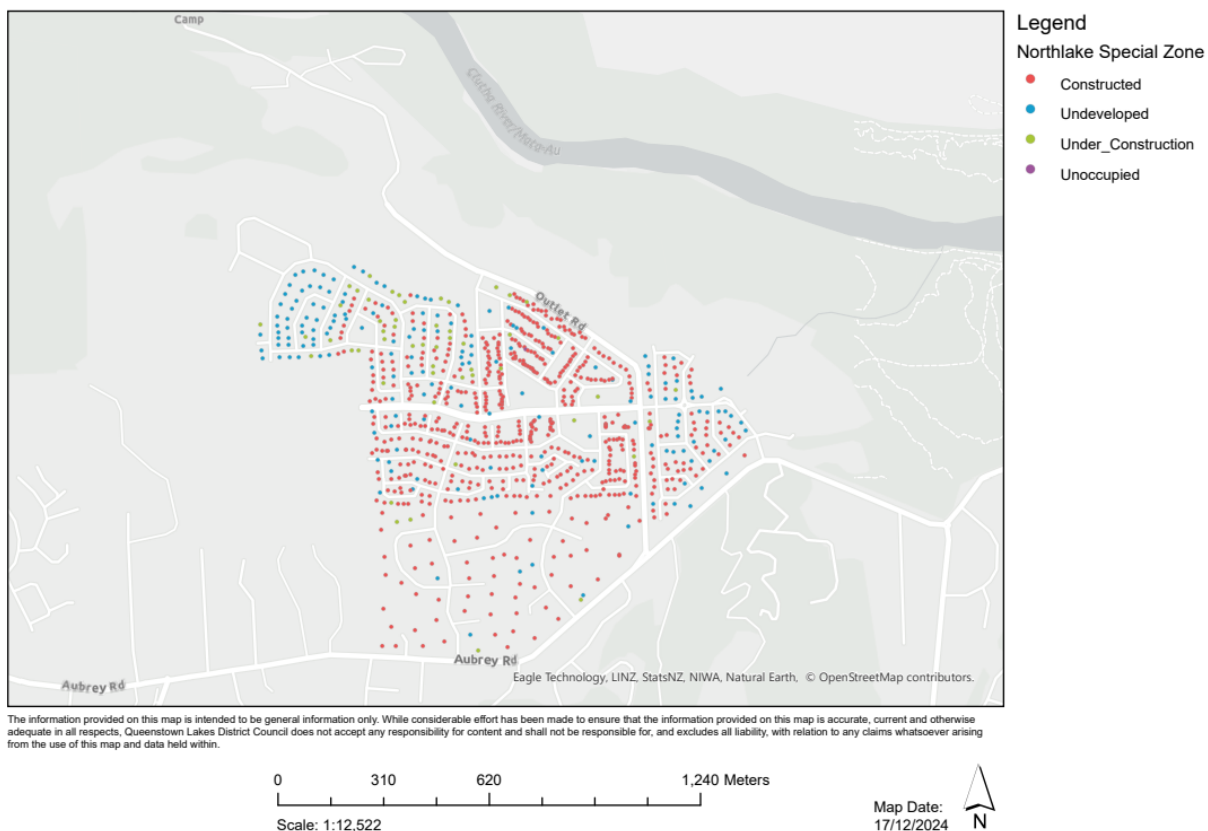 Camp
Clutha River/Mata-Au
Outlet Rd
Aubrey Rd
Aubrey Rd
Eagle Technology, LINZ, StatsNZ, NIWA, Natural Earth, © OpenStreetMap contributors.
Legend
Northlake Special Zone
Constructed
Undeveloped
Under_Construction
Unoccupied
The information provided on this map is intended to be general information only. While considerable effort has been made to ensure that the information provided on this map is accurate, current and otherwise
adequate in all respects, Queenstown Lakes District Council does not accept any responsibility for content and shall not be responsible for, and excludes all liability, with relation to any claims whatsoever arising
from the use of this map and data held within.
0 310 620 1,240 Meters
Scale: 1:12,522
Map Date:
17/12/2024
N